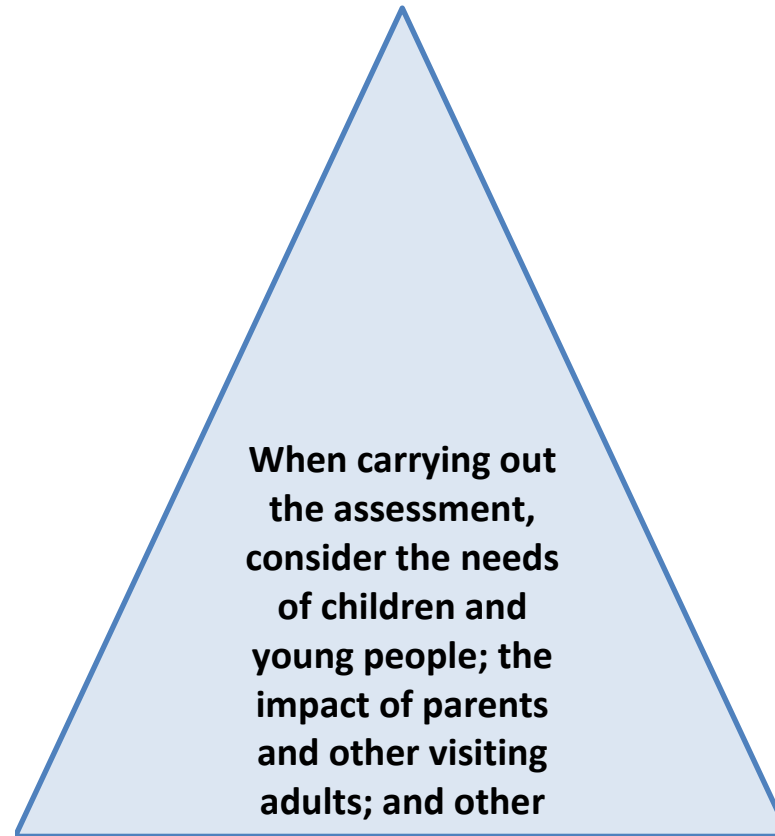 When carrying out
the assessment,
consider the needs
of children and
young people; the
impact of parents
and other visiting
adults; and other